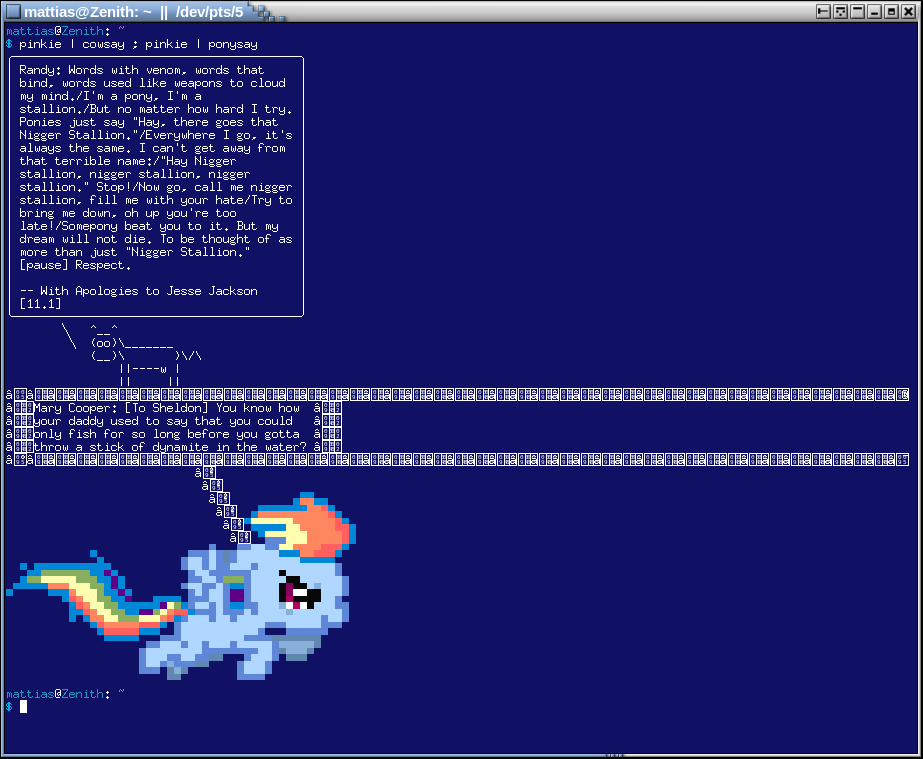 mattias@Zenith: ~ || /dev/pts/5
mattias@Zenith: ~
$ pinkie | cowsay ; pinkie | ponysay
Randy: Words with venom, words that
bind, words used like weapons to cloud
my mind./I'm a pony, I'm a
stallion./But no matter how hard I try.
Ponies just say "Hay, there goes that
Nigger Stallion."/Everywhere I go, it's
always the same. I can't get away from
that terrible name:/"Hay Nigger
stallion, nigger stallion, nigger
stallion." Stop!/Now go, call me nigger
stallion, fill me with your hate/Try to
bring me down, oh up you're too
late!/Somepony beat you to it. But my
dream will not die. To be thought of as
more than just "Nigger Stallion."
[pause] Respect.
-- With Apologies to Jesse Jackson
[11.1]
Mary Cooper: [To Sheldon] You know how
your daddy used to say that you could
only fish for so long before you gotta
throw a stick of dynamite in the water?
mattias@Zenith: ~
$